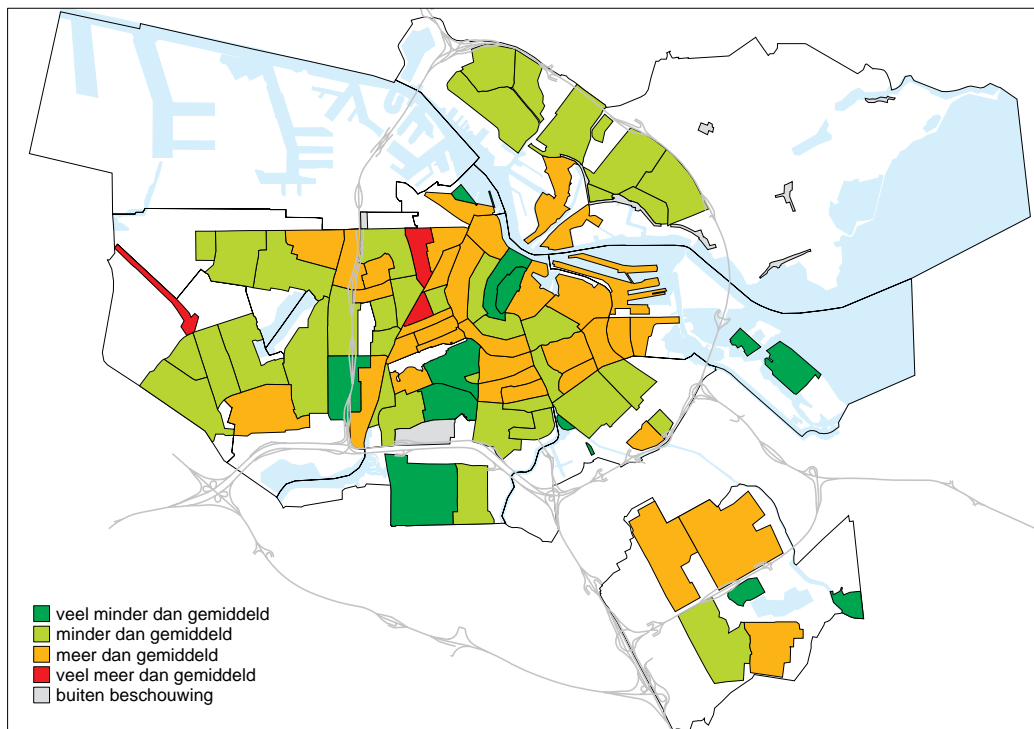 veel minder dan gemiddeld
minder dan gemiddeld
meer dan gemiddeld
veel meer dan gemiddeld
buiten beschouwing